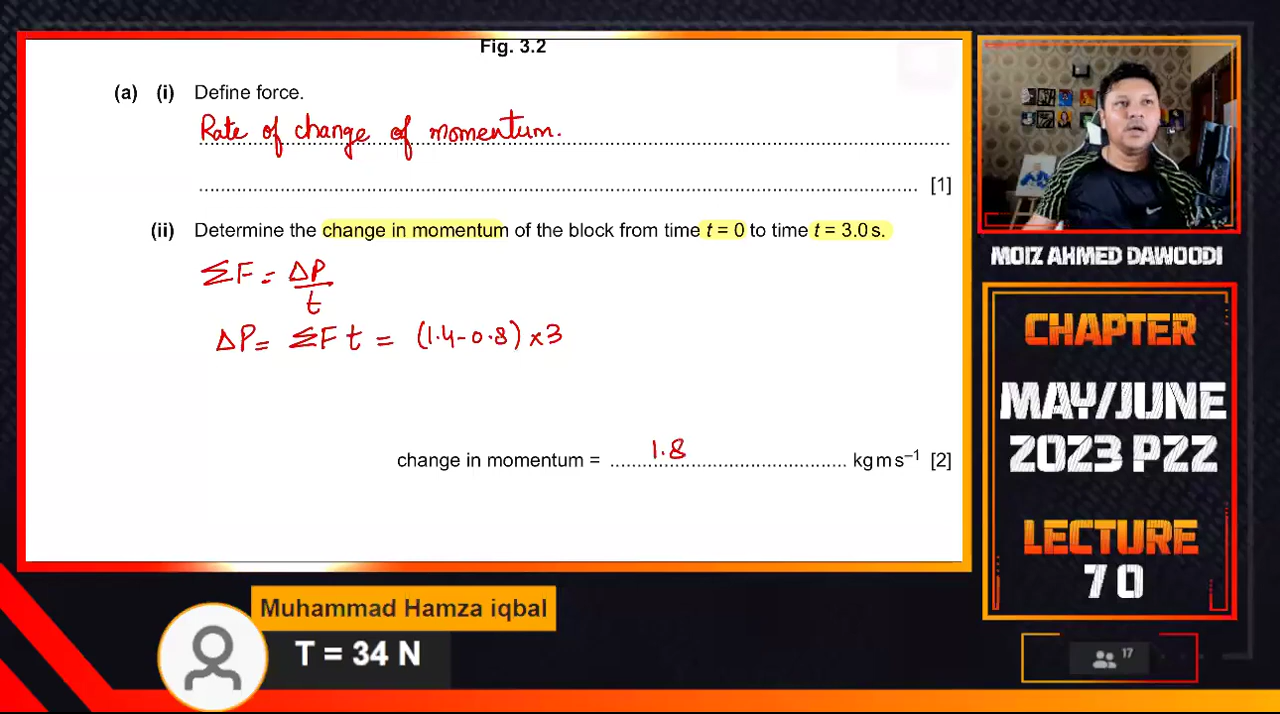 Fig. 3.2
(a) (i) Define force.
Rate of change of momentum.
[1]
(ii) Determine the change in momentum of the block from time t = 0 to time t = 3.0 s.
ΣF = ΔP/t
ΔP = ΣF t = (1.4-0.8) × 3
1.8
change in momentum = ........ kg m s⁻¹ [2]
MOIZ AHMED DAWOODI
CHAPTER
MAY/JUNE
2023 P22
LECTURE
70
17
Muhammad Hamza iqbal
T = 34 N